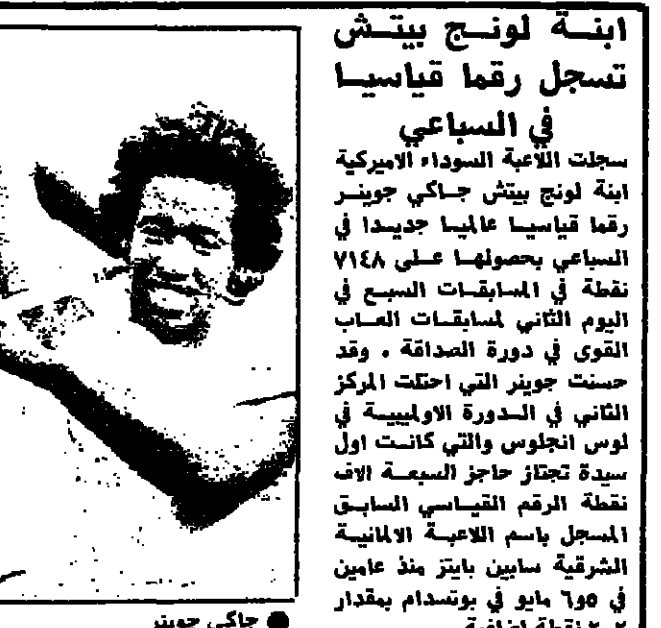 ابنة لونج بيتش
تسجل رقما قياسيا
في السباعي
سجلت اللاعبة السوداء الاميركية
ابنة لونج بيتش جاكي جوينر
رقما قياسيا عالميا جديدا في
السباعي بحصولها على ٧١٤٨
نقطة في المسابقات السبع في
اليوم الثاني لمسابقات العاب
القوى في دورة الصداقة . وقد
حسنت جوينر التي احتلت المركز
الثاني في الدورة الاولمبية في
لوس انجلوس والتي كانت اول
سيدة تجتاز حاجز السبعة الاف
نقطة الرقم القياسي السابق
المسجل باسم اللاعبة الالمانية
الشرقية سابين بايتز منذ عامين
في ٥و٦ مايو في بوتسدام بمقدار
نقطة اضافية
جاكي جوينر